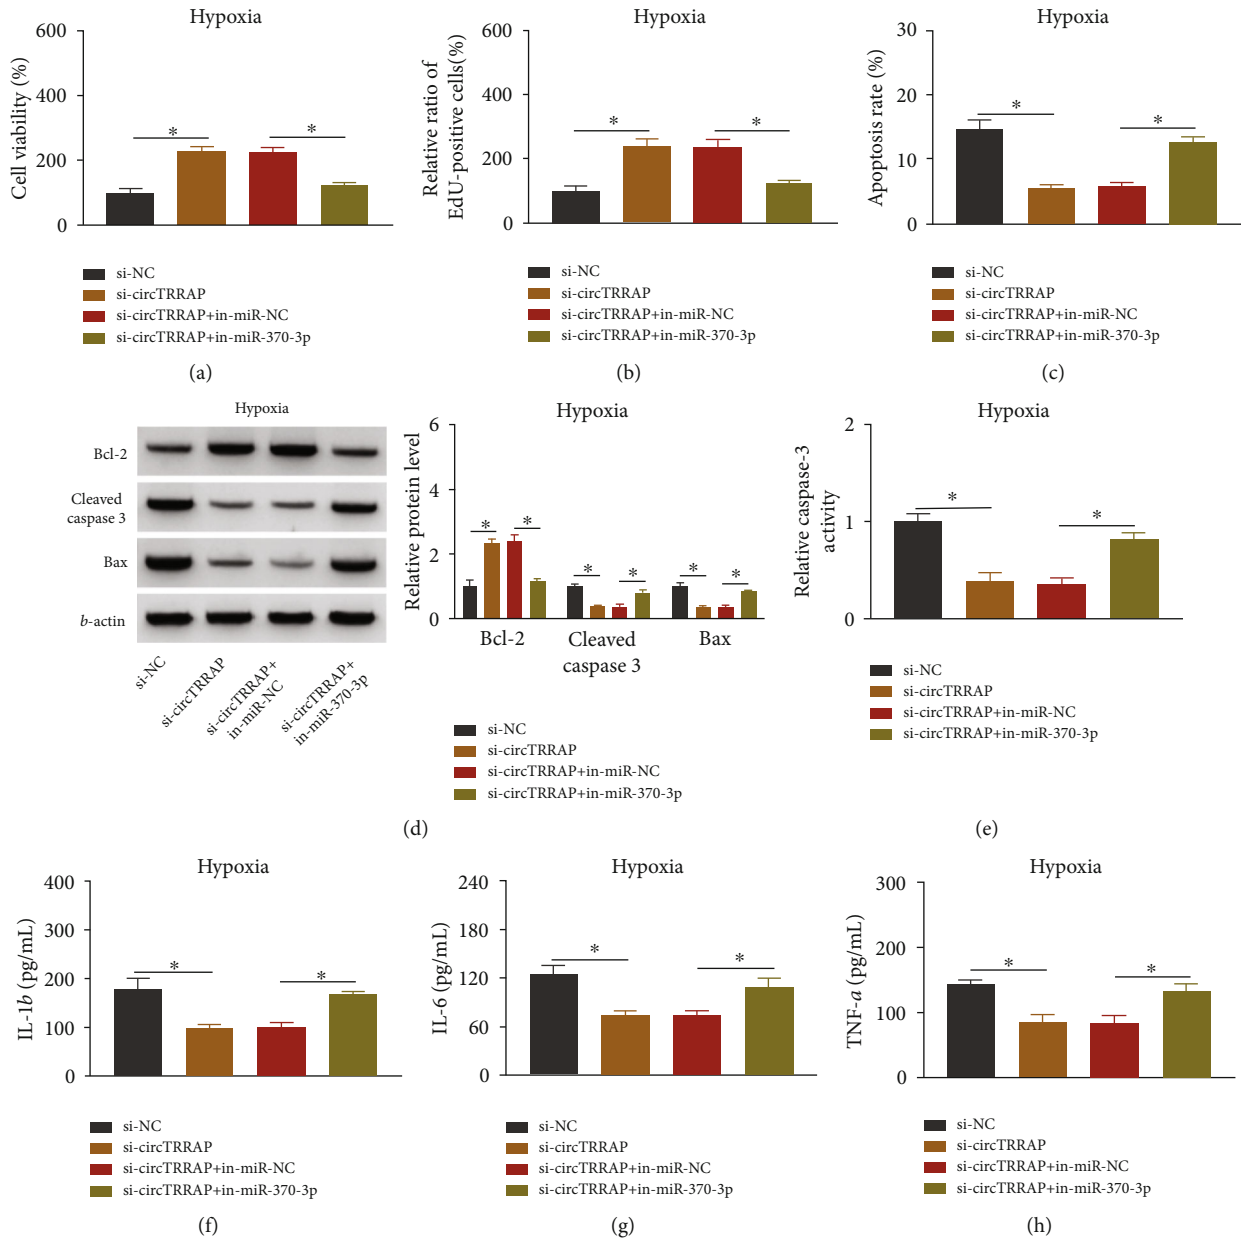 Hypoxia
Cell viability (%)
600
400
200
0
*
*
si-NC
si-circTRRAP
si-circTRRAP+in-miR-NC
si-circTRRAP+in-miR-370-3p
(a)
Hypoxia
Relative ratio of
EdU-positive cells(%)
600
400
200
0
*
*
si-NC
si-circTRRAP
si-circTRRAP+in-miR-NC
si-circTRRAP+in-miR-370-3p
(b)
Hypoxia
Apoptosis rate (%)
30
20
10
0
*
*
si-NC
si-circTRRAP
si-circTRRAP+in-miR-NC
si-circTRRAP+in-miR-370-3p
(c)
Hypoxia
Bcl-2
Cleaved
caspase 3
Bax
b-actin
si-NC
si-circTRRAP
si-circTRRAP+
in-miR-NC
si-circTRRAP+
in-miR-370-3p
Hypoxia
Relative protein level
6
4
2
0
*
*
*
*
*
*
Bcl-2
Cleaved
caspase 3
Bax
si-NC
si-circTRRAP
si-circTRRAP+in-miR-NC
si-circTRRAP+in-miR-370-3p
(d)
Hypoxia
Relative caspase-3
activity
2
1
0
*
*
si-NC
si-circTRRAP
si-circTRRAP+in-miR-NC
si-circTRRAP+in-miR-370-3p
(e)
Hypoxia
IL-1b (pg/mL)
400
300
200
100
0
*
*
si-NC
si-circTRRAP
si-circTRRAP+in-miR-NC
si-circTRRAP+in-miR-370-3p
(f)
Hypoxia
IL-6 (pg/mL)
240
180
120
60
0
*
*
si-NC
si-circTRRAP
si-circTRRAP+in-miR-NC
si-circTRRAP+in-miR-370-3p
(g)
Hypoxia
TNF-a (pg/mL)
300
200
100
0
*
*
si-NC
si-circTRRAP
si-circTRRAP+in-miR-NC
si-circTRRAP+in-miR-370-3p
(h)